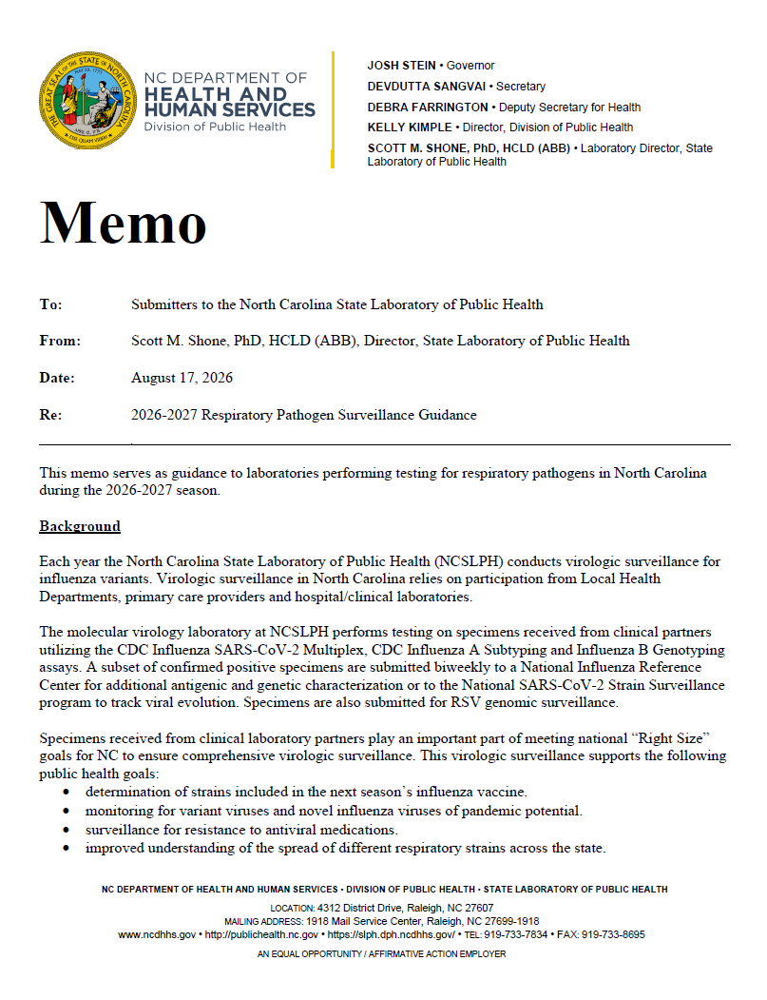 THE GREAT SEAL OF THE STATE OF NORTH CAROLINA
MAY 20, 1775
APRIL 12, 1776
ESSE QUAM VIDERI
NC DEPARTMENT OF
HEALTH AND
HUMAN SERVICES
Division of Public Health
JOSH STEIN • Governor
DEVDUTTA SANGVAI • Secretary
DEBRA FARRINGTON • Deputy Secretary for Health
KELLY KIMPLE • Director, Division of Public Health
SCOTT M. SHONE, PhD, HCLD (ABB) • Laboratory Director, State
Laboratory of Public Health
Memo
To: Submitters to the North Carolina State Laboratory of Public Health
From: Scott M. Shone, PhD, HCLD (ABB), Director, State Laboratory of Public Health
Date: August 17, 2026
Re: 2026-2027 Respiratory Pathogen Surveillance Guidance
This memo serves as guidance to laboratories performing testing for respiratory pathogens in North Carolina
during the 2026-2027 season.
Background
Each year the North Carolina State Laboratory of Public Health (NCSLPH) conducts virologic surveillance for
influenza variants. Virologic surveillance in North Carolina relies on participation from Local Health
Departments, primary care providers and hospital/clinical laboratories.
The molecular virology laboratory at NCSLPH performs testing on specimens received from clinical partners
utilizing the CDC Influenza SARS-CoV-2 Multiplex, CDC Influenza A Subtyping and Influenza B Genotyping
assays. A subset of confirmed positive specimens are submitted biweekly to a National Influenza Reference
Center for additional antigenic and genetic characterization or to the National SARS-CoV-2 Strain Surveillance
program to track viral evolution. Specimens are also submitted for RSV genomic surveillance.
Specimens received from clinical laboratory partners play an important part of meeting national “Right Size”
goals for NC to ensure comprehensive virologic surveillance. This virologic surveillance supports the following
public health goals:
• determination of strains included in the next season’s influenza vaccine.
• monitoring for variant viruses and novel influenza viruses of pandemic potential.
• surveillance for resistance to antiviral medications.
• improved understanding of the spread of different respiratory strains across the state.
NC DEPARTMENT OF HEALTH AND HUMAN SERVICES • DIVISION OF PUBLIC HEALTH • STATE LABORATORY OF PUBLIC HEALTH
LOCATION: 4312 District Drive, Raleigh, NC 27607
MAILING ADDRESS: 1918 Mail Service Center, Raleigh, NC 27699-1918
www.ncdhhs.gov • http://publichealth.nc.gov • https://slph.dph.ncdhhs.gov/ • TEL: 919-733-7834 • FAX: 919-733-8695
AN EQUAL OPPORTUNITY / AFFIRMATIVE ACTION EMPLOYER